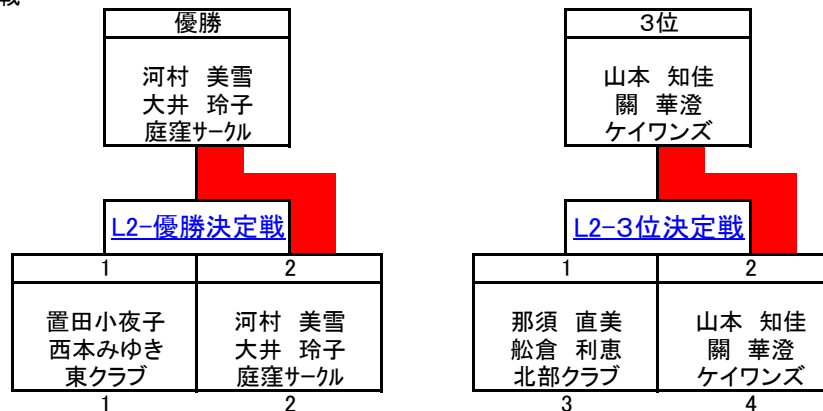 戦
優勝
河村 美雪
大井 玲子
庭窪サークル
L2-優勝決定戦
1 2
置田小夜子 河村 美雪
西本みゆき 大井 玲子
東クラブ 庭窪サークル
1 2
3位
山本 知佳
關 華澄
ケイワンズ
L2-3位決定戦
1 2
那須 直美 山本 知佳
舩倉 利恵 關 華澄
北部クラブ ケイワンズ
3 4